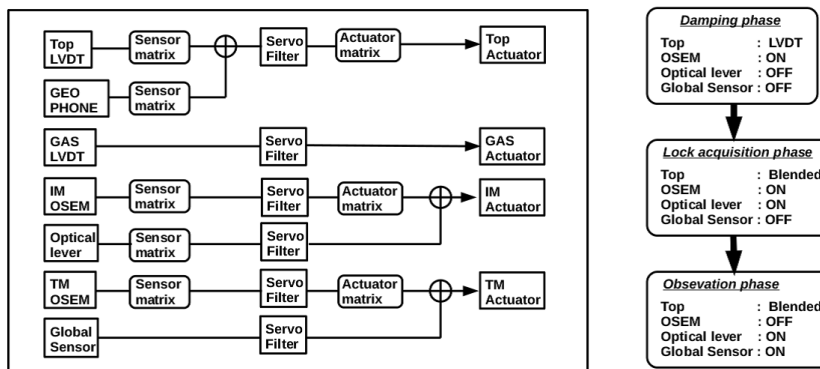 Top LVDT
Sensor matrix
Servo Filter
Actuator matrix
Top Actuator
GEO PHONE
Sensor matrix
GAS LVDT
Servo Filter
GAS Actuator
IM OSEM
Sensor matrix
Servo Filter
Actuator matrix
IM Actuator
Optical lever
Sensor matrix
Servo Filter
TM OSEM
Sensor matrix
Servo Filter
Actuator matrix
TM Actuator
Global Sensor
Servo Filter
Damping phase
Top : LVDT
OSEM : ON
Optical lever : OFF
Global Sensor : OFF
Lock acquisition phase
Top : Blended
OSEM : ON
Optical lever : ON
Global Sensor : OFF
Obsevation phase
Top : Blended
OSEM : OFF
Optical lever : ON
Global Sensor : ON